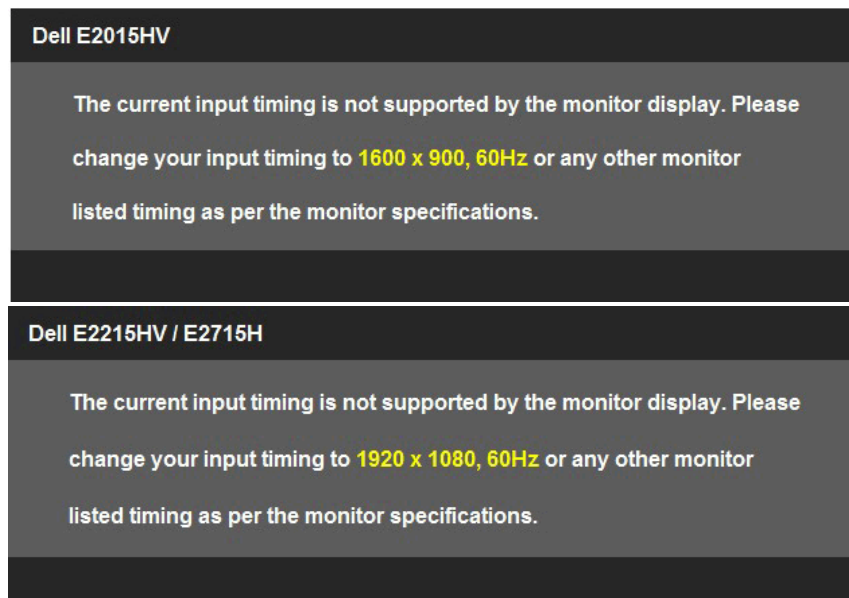 Dell E2015HV
The current input timing is not supported by the monitor display. Please
change your input timing to 1600 x 900, 60Hz or any other monitor
listed timing as per the monitor specifications.
Dell E2215HV / E2715H
The current input timing is not supported by the monitor display. Please
change your input timing to 1920 x 1080, 60Hz or any other monitor
listed timing as per the monitor specifications.